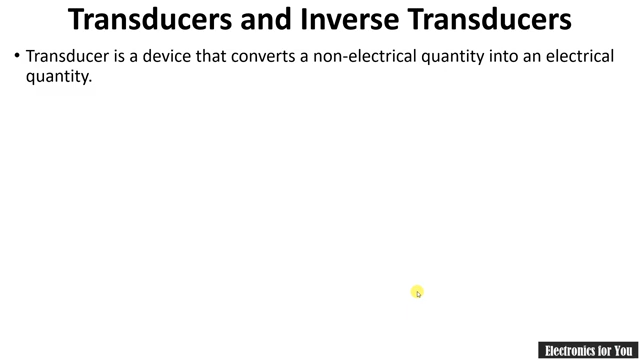 Transducers and Inverse Transducers
• Transducer is a device that converts a non-electrical quantity into an electrical
quantity.
Electronics for You